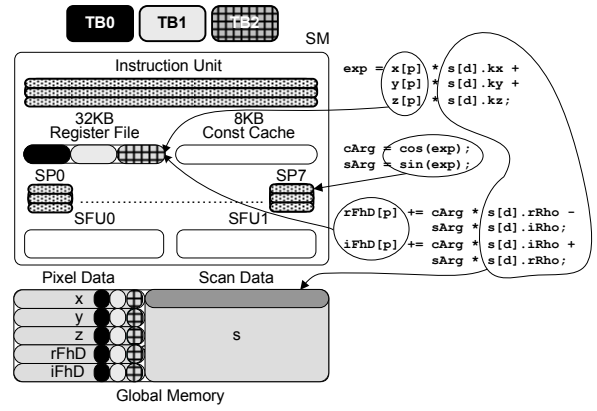 TB0 TB1 TB2
SM
Instruction Unit
32KB 8KB
Register File Const Cache
SP0 SP7
SFU0 SFU1
Pixel Data Scan Data
x
y
z
rFhD
iFhD
s
Global Memory
exp = x[p] * s[d].kx +
y[p] * s[d].ky +
z[p] * s[d].kz;
cArg = cos(exp);
sArg = sin(exp);
rFhD[p] += cArg * s[d].rRho -
sArg * s[d].iRho;
iFhD[p] += cArg * s[d].iRho +
sArg * s[d].rRho;